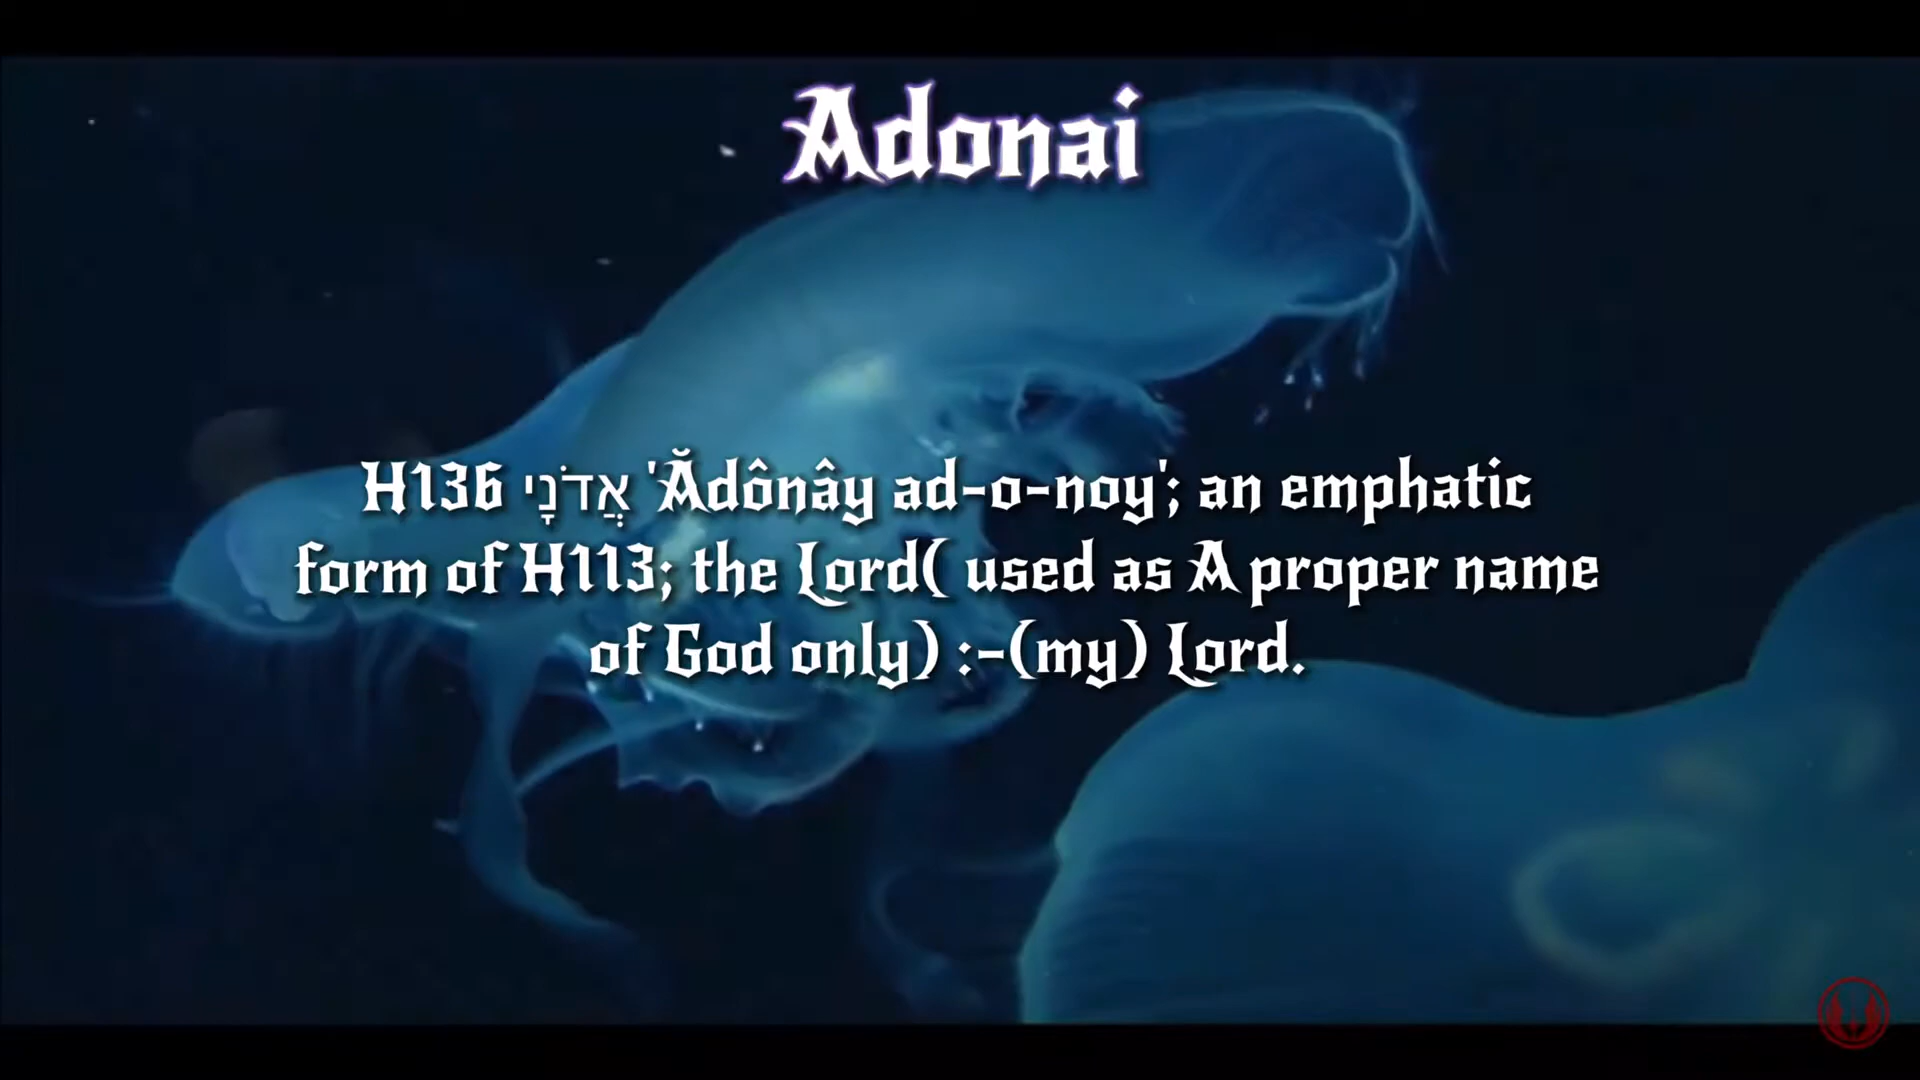 Adonai
H136 אֲדֹנָי 'Ădônây ad-o-noy'; an emphatic
form of H113; the Lord( used as A proper name
of God only) :-(my) Lord.